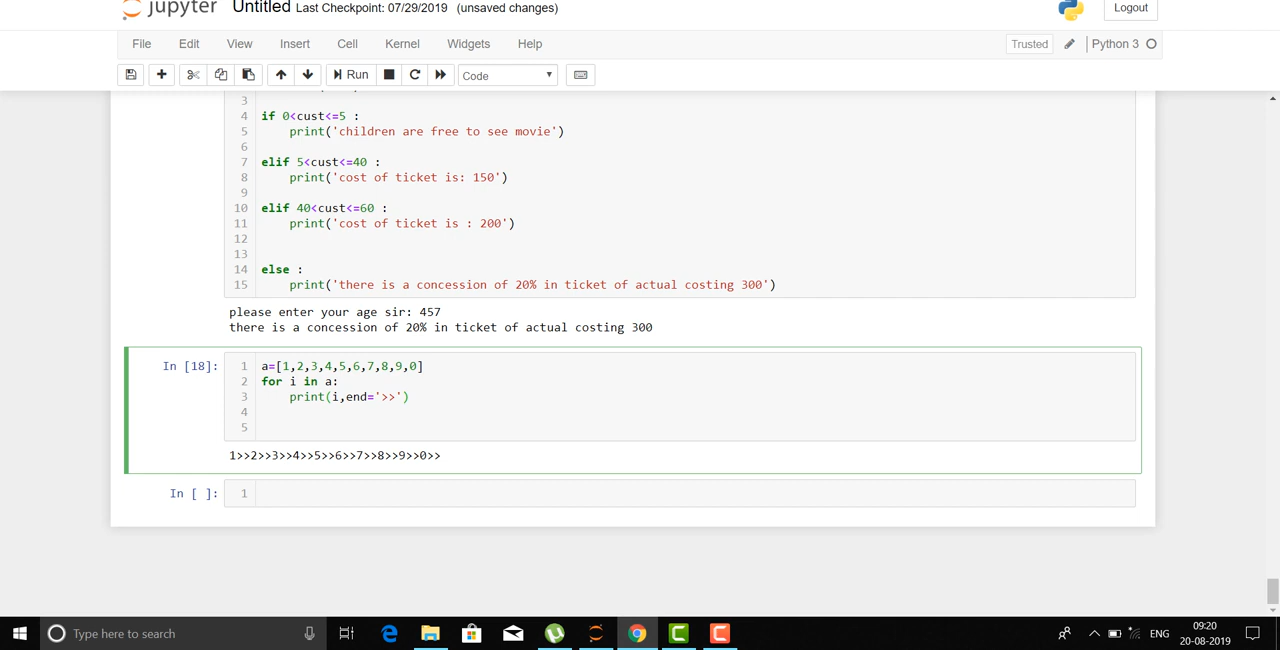 jupyter Untitled Last Checkpoint: 07/29/2019 (unsaved changes) Logout
File Edit View Insert Cell Kernel Widgets Help Trusted Python 3
Run Code
3
4 if 0<cust<=5 :
5 print('children are free to see movie')
6
7 elif 5<cust<=40 :
8 print('cost of ticket is: 150')
9
10 elif 40<cust<=60 :
11 print('cost of ticket is : 200')
12
13
14 else :
15 print('there is a concession of 20% in ticket of actual costing 300')
please enter your age sir: 457
there is a concession of 20% in ticket of actual costing 300
In [18]: 1 a=[1,2,3,4,5,6,7,8,9,0]
2 for i in a:
3 print(i,end='>>')
4
5
1>>2>>3>>4>>5>>6>>7>>8>>9>>0>>
In [ ]: 1
Type here to search ENG 09:20
20-08-2019